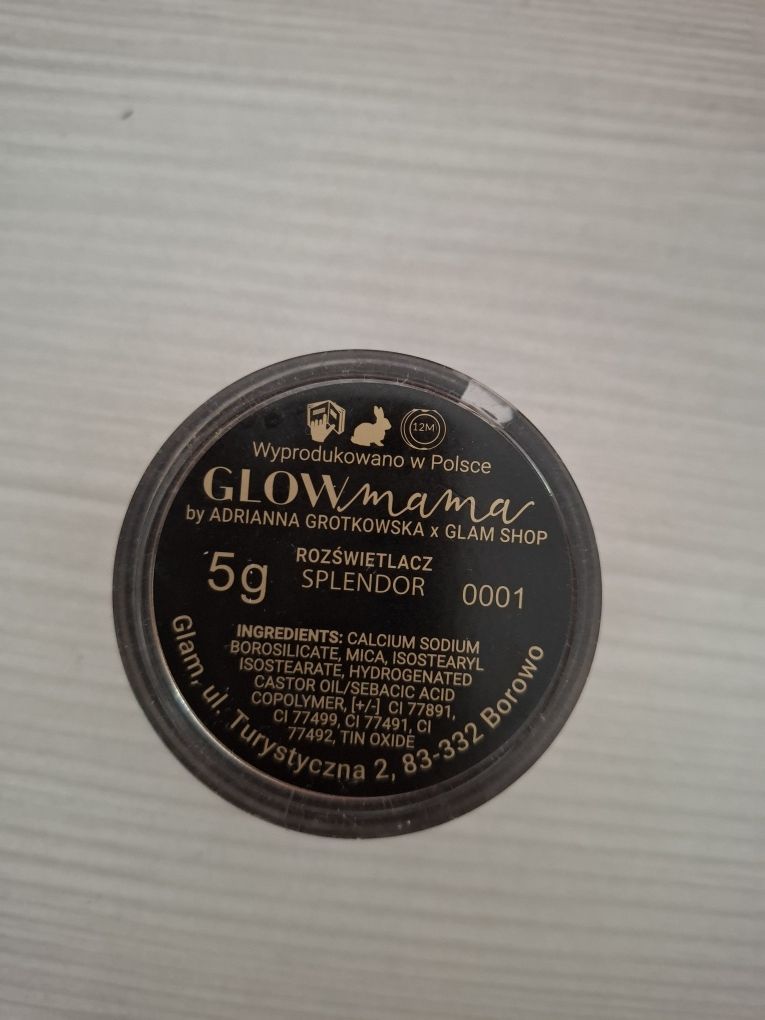 12M
Wyprodukowano w Polsce
GLOWmama
by ADRIANNA GROTKOWSKA x GLAM SHOP
ROZŚWIETLACZ
5g SPLENDOR 0001
INGREDIENTS: CALCIUM SODIUM
BOROSILICATE, MICA, ISOSTEARYL
ISOSTEARATE, HYDROGENATED
CASTOR OIL/SEBACIC ACID
COPOLYMER, [+/-] CI 77891,
CI 77499, CI 77491, CI
77492, TIN OXIDE
Glam, ul. Turystyczna 2, 83-332 Borowo